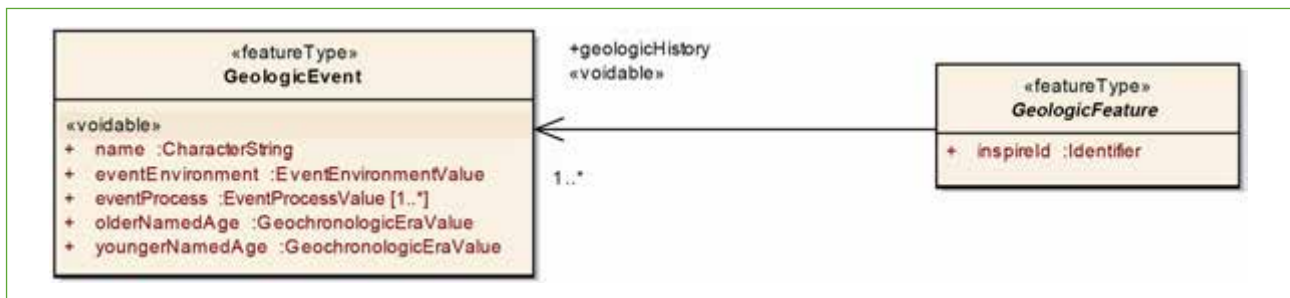 «featureType»
GeologicEvent
«voidable»
+ name :CharacterString
+ eventEnvironment :EventEnvironmentValue
+ eventProcess :EventProcessValue [1..*]
+ olderNamedAge :GeochronologicEraValue
+ youngerNamedAge :GeochronologicEraValue
+geologicHistory
«voidable»
1..*
«featureType»
GeologicFeature
+ inspireId :Identifier